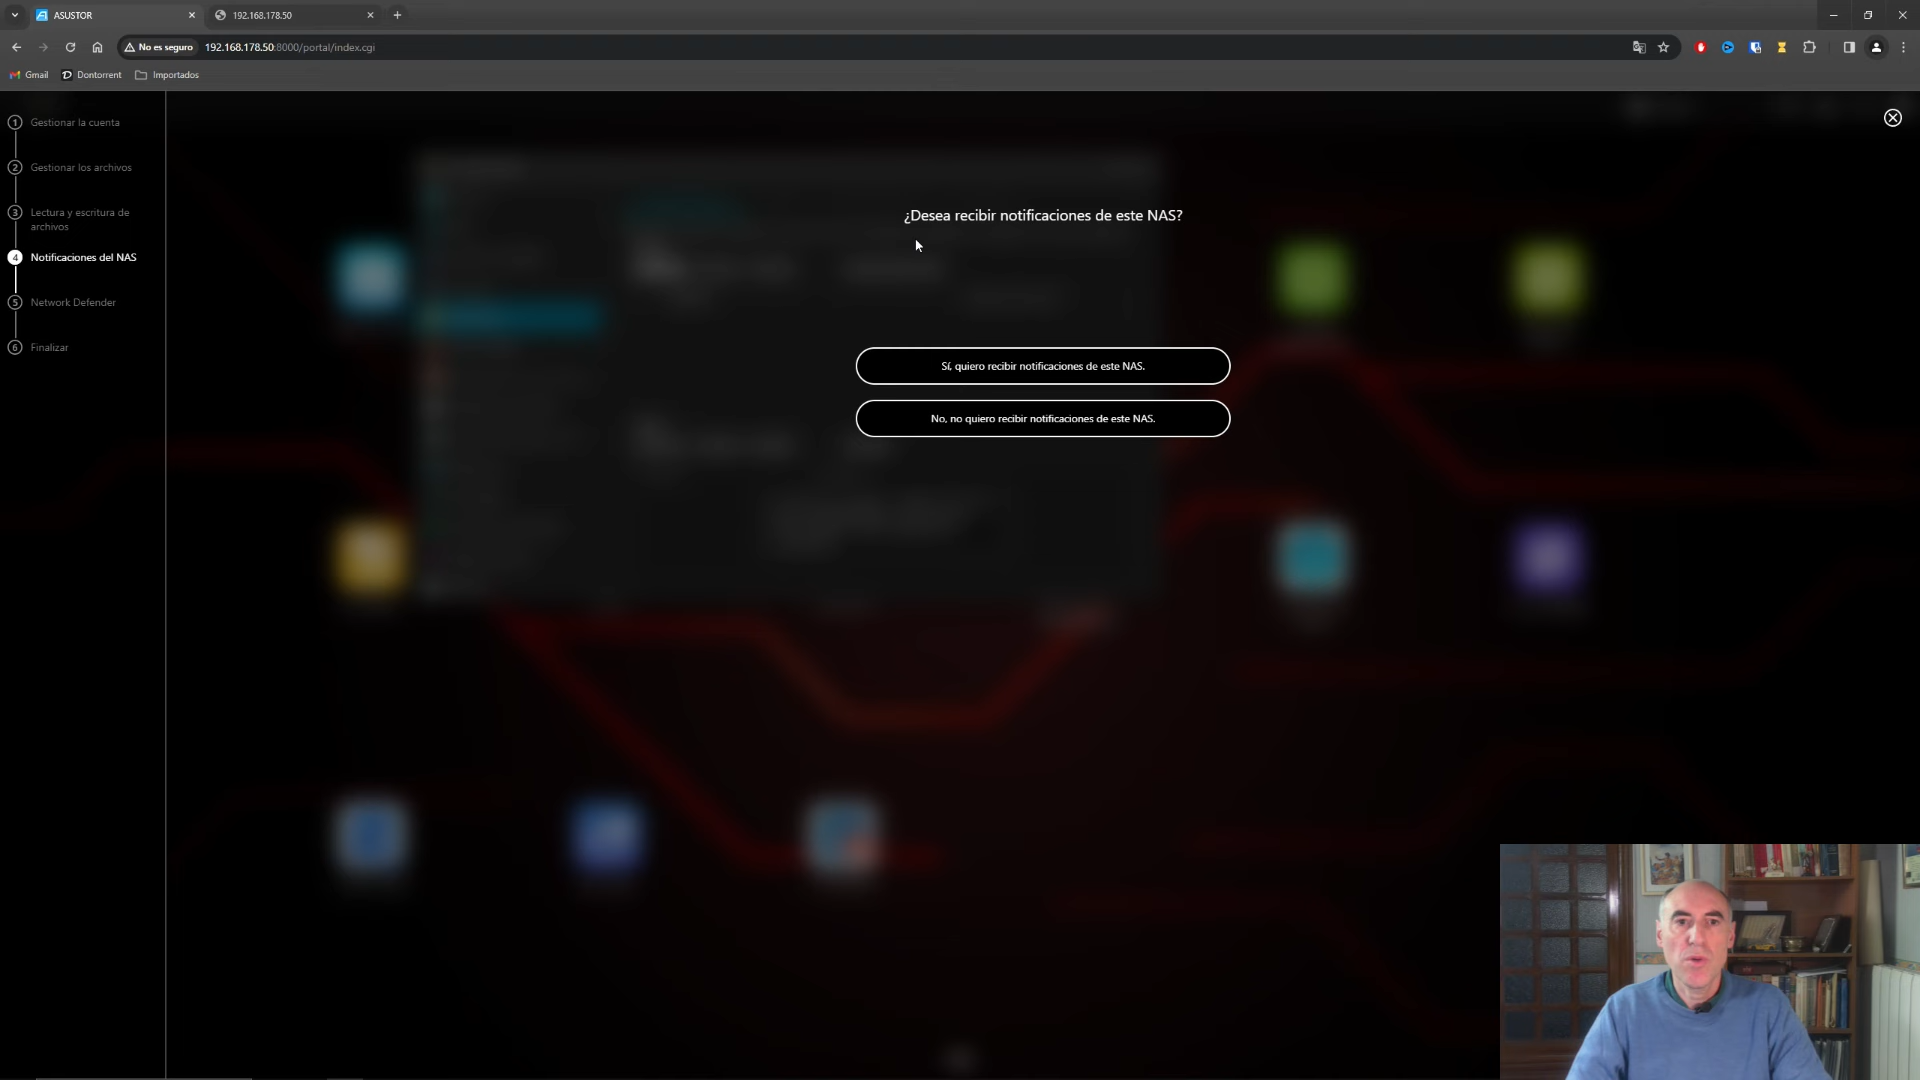 ASUSTOR
192.168.178.50
No es seguro
192.168.178.50:8000/portal/index.cgi
Gmail
Dontorrent
Importados
1 Gestionar la cuenta
2 Gestionar los archivos
3 Lectura y escritura de
archivos
4 Notificaciones del NAS
5 Network Defender
6 Finalizar
¿Desea recibir notificaciones de este NAS?
Sí, quiero recibir notificaciones de este NAS.
No, no quiero recibir notificaciones de este NAS.